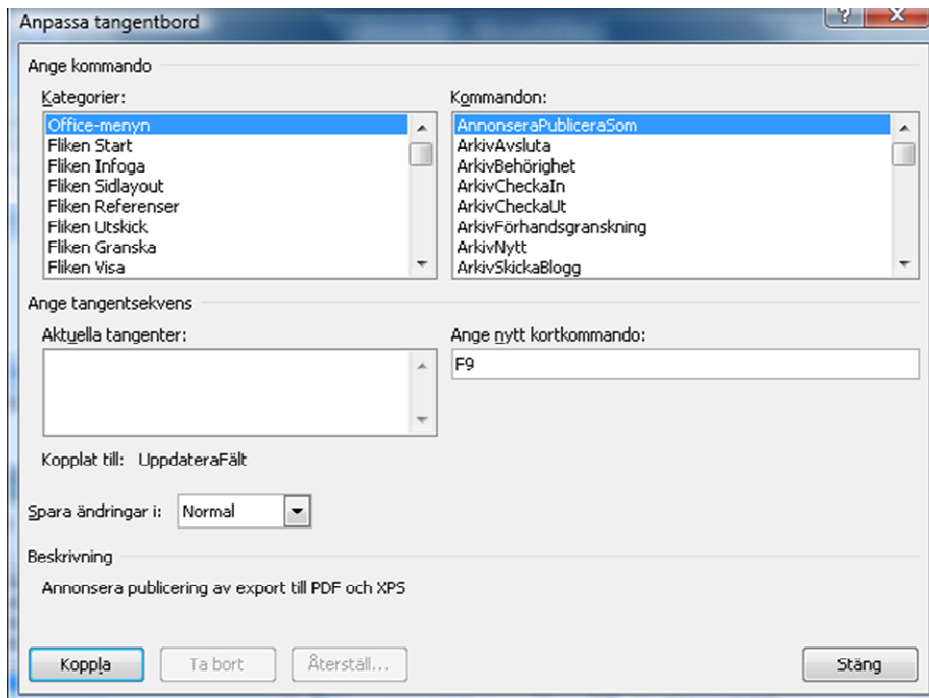 Anpassa tangentbord
Ange kommando
Kategorier:
Office-menyn
Fliken Start
Fliken Infoga
Fliken Sidlayout
Fliken Referenser
Fliken Utskick
Fliken Granska
Fliken Visa
Kommandon:
AnnonseraPubliceraSom
ArkivAvsluta
ArkivBehörighet
ArkivCheckaIn
ArkivCheckaUt
ArkivFörhandsgranskning
ArkivNytt
ArkivSkickaBlogg
Ange tangentsekvens
Aktuella tangenter:
Ange nytt kortkommando:
F9
Kopplat till: UppdateraFält
Spara ändringar i: Normal
Beskrivning
Annonsera publicering av export till PDF och XPS
Koppla Ta bort Återställ... Stäng